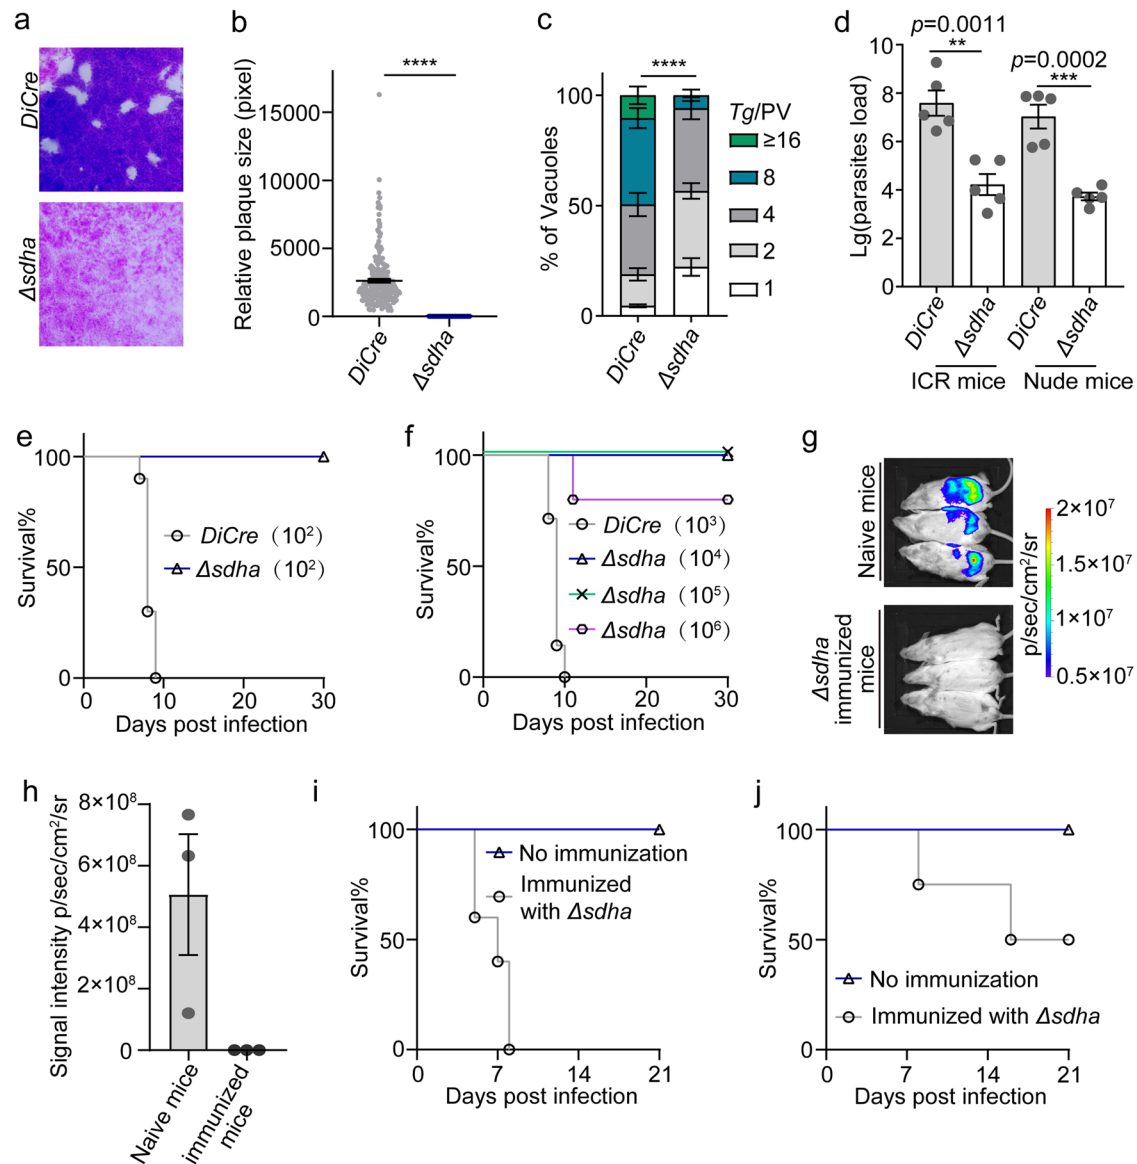 a
DiCre
Δsdha
b
****
Relative plaque size (pixel)
15000
10000
5000
0
DiCre
Δsdha
c
****
% of Vacuoles
100
50
0
DiCre
Δsdha
Tg/PV
≥16
8
4
2
1
d
p=0.0011
**
p=0.0002
***
Lg(parasites load)
10
8
6
4
2
0
DiCre
Δsdha
DiCre
Δsdha
ICR mice
Nude mice
e
Survival%
100
50
0
DiCre（10²）
Δsdha（10²）
0
10
20
30
Days post infection
f
Survival%
100
50
0
DiCre（10³）
Δsdha（10⁴）
Δsdha（10⁵）
Δsdha（10⁶）
0
10
20
30
Days post infection
g
Naive mice
Δsdha
immunized
mice
p/sec/cm²/sr
2×10⁷
1.5×10⁷
1×10⁷
0.5×10⁷
h
Signal intensity p/sec/cm²/sr
8×10⁸
6×10⁸
4×10⁸
2×10⁸
0
Naive mice
immunized
mice
i
Survival%
100
50
0
No immunization
Immunized
with Δsdha
0
7
14
21
Days post infection
j
Survival%
100
50
0
No immunization
Immunized with Δsdha
0
7
14
21
Days post infection